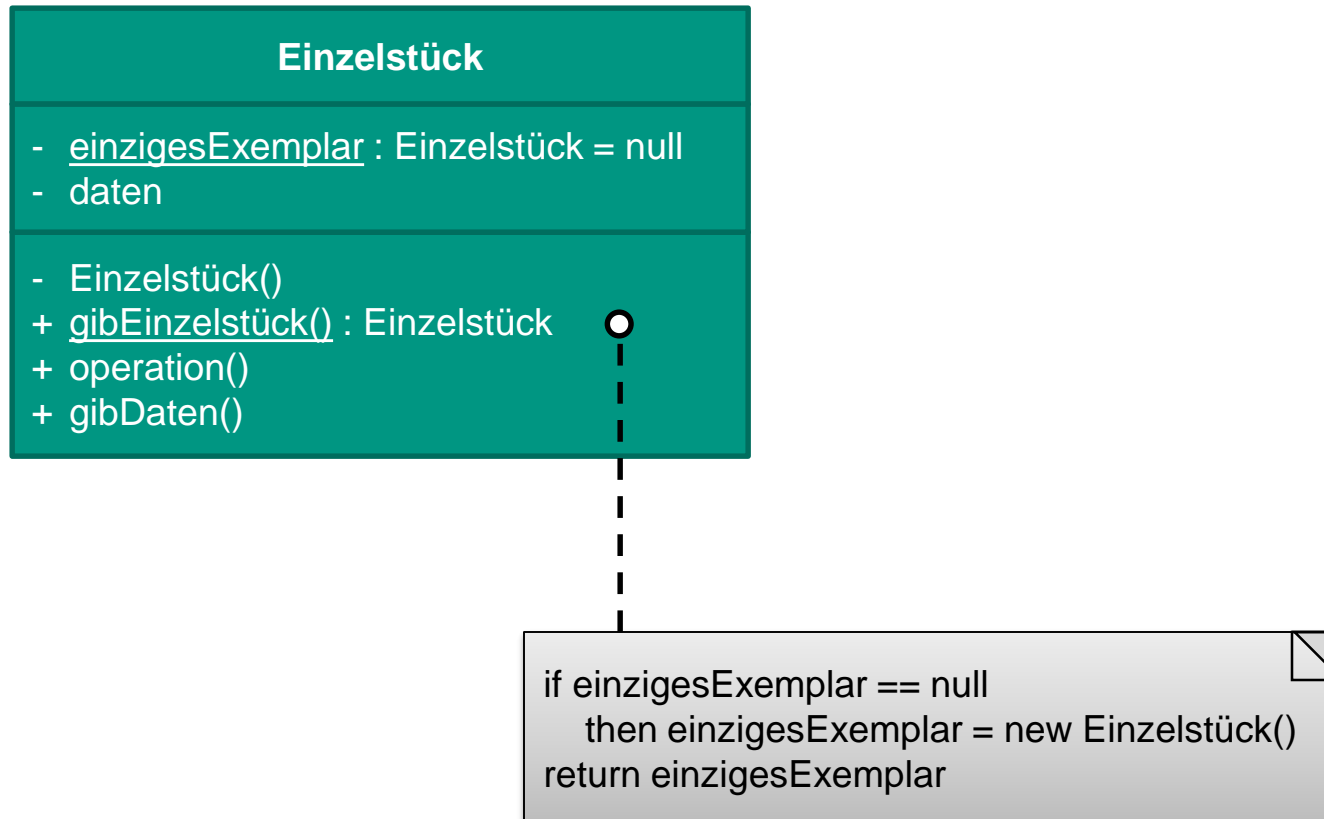 Einzelstück
- einzigesExemplar : Einzelstück = null
- daten
- Einzelstück()
+ gibEinzelstück() : Einzelstück
+ operation()
+ gibDaten()
if einzigesExemplar == null
then einzigesExemplar = new Einzelstück()
return einzigesExemplar